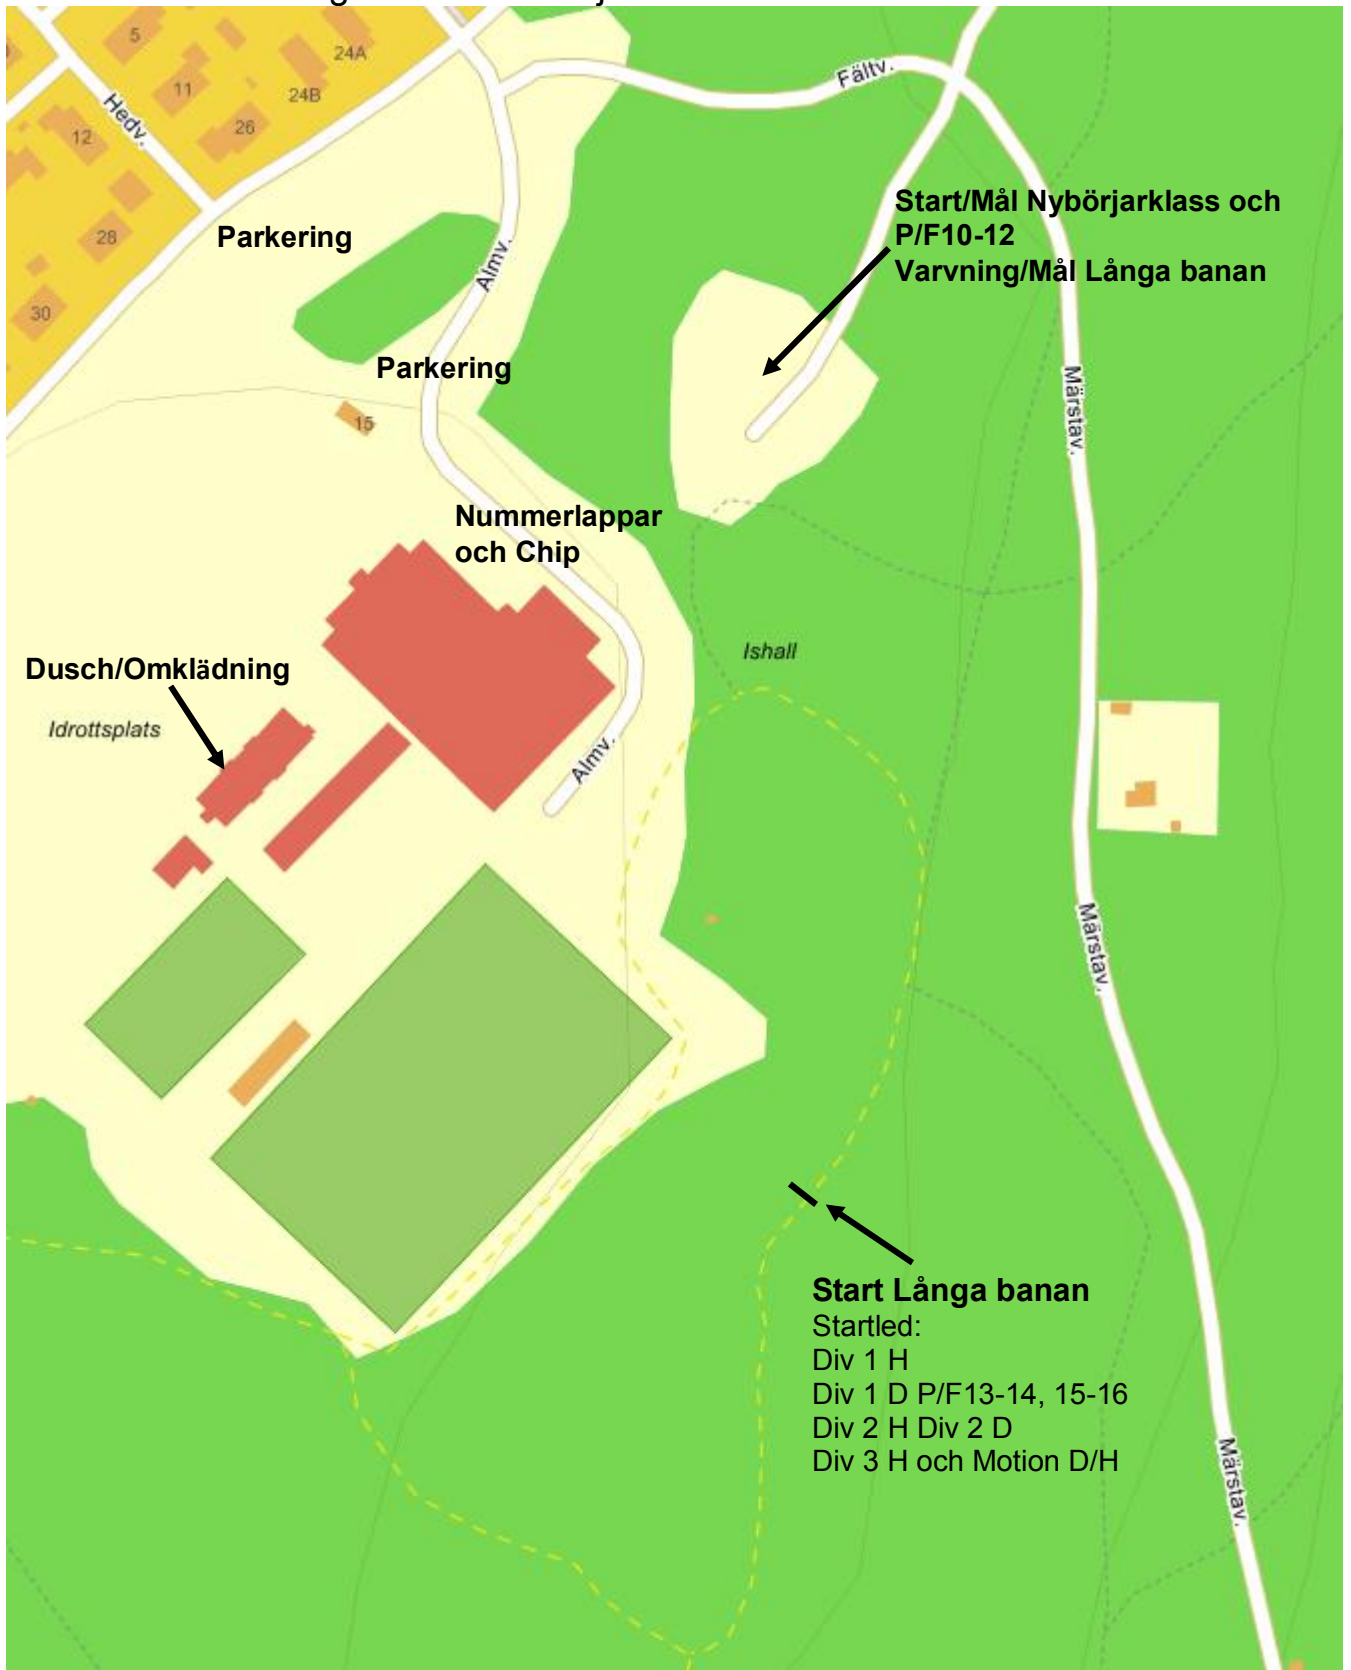 5
24A
11
24B
Hedv.
12
26
28
30
Fältv.
Parkering
Almv.
Start/Mål Nybörjarklass och
P/F10-12
Varvning/Mål Långa banan
Parkering
15
Märstav.
Nummerlappar
och Chip
Ishall
Dusch/Omklädning
Idrottsplats
Almv.
Märstav.
Start Långa banan
Startled:
Div 1 H
Div 1 D P/F13-14, 15-16
Div 2 H Div 2 D
Div 3 H och Motion D/H
Märstav.